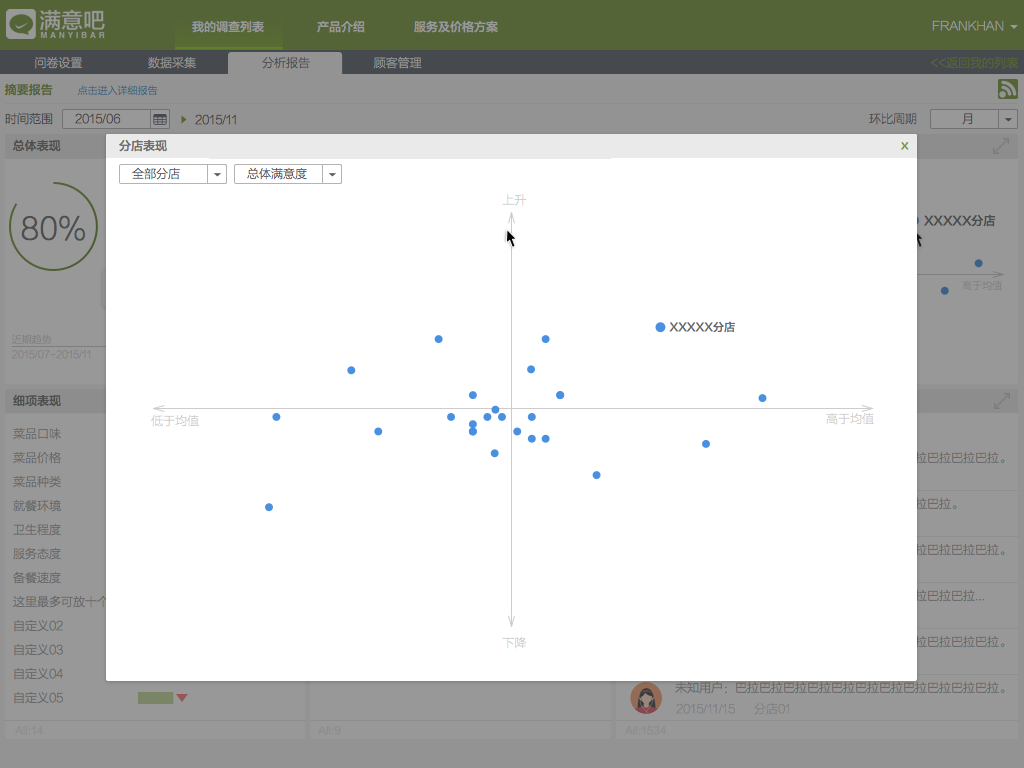 满意吧
MANYIBAR
我的调查列表 产品介绍 服务及价格方案 FRANKHAN
问卷设置 数据采集 分析报告 顾客管理 <<返回我的列表
摘要报告 点击进入详细报告
时间范围 2015/06 2015/11 环比周期 月
总体表现
分店表现 x
全部分店 总体满意度
上升
80%
XXXXX分店
高于均值
XXXXX分店
近期趋势
2015/07-2015/11
低于均值 高于均值
细项表现
菜品口味
菜品价格 拉巴拉巴拉巴拉。
菜品种类
就餐环境 巴拉巴拉。
卫生程度
服务态度 拉巴拉巴拉巴拉。
备餐速度
这里最多可放十个 拉巴拉巴拉...
自定义02
自定义03 下降 拉巴拉巴拉巴拉。
自定义04
自定义05 未知用户：巴拉巴拉巴拉巴拉巴拉巴拉巴拉巴拉巴拉巴拉巴拉。
2015/11/15 分店01
All:14 All:9 All:1534